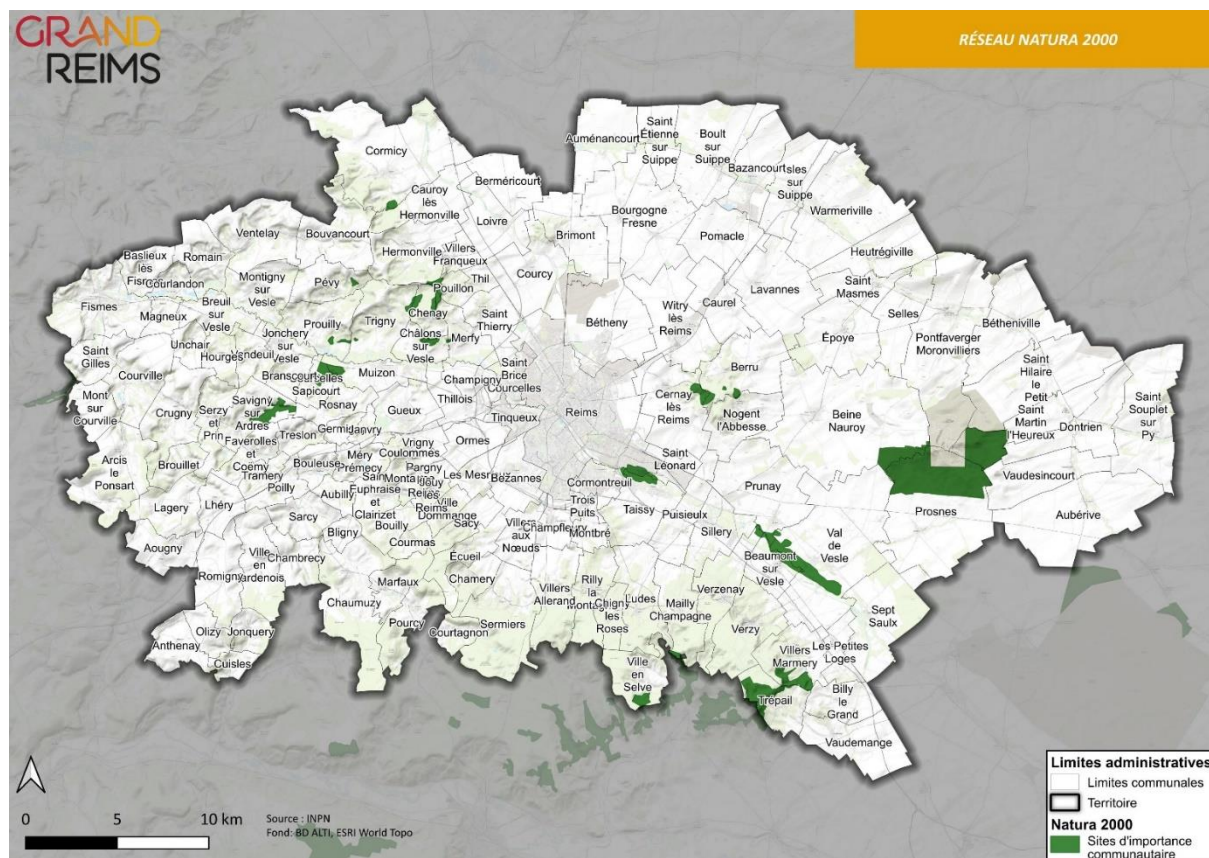 GRAND
REIMS
RÉSEAU NATURA 2000
Cormicy
Auménancourt
Saint
Étienne
sur
Suippe
Boult
sur
Suippe
Bazancourt
Isles
sur
Suippe
Warmeriville
Cauroy
lès
Hermonville
Berméricourt
Loivre
Bourgogne
Fresne
Brimont
Pomacle
Heutrégiville
Ventelay
Bouvancourt
Hermonville
Villers
Franqueux
Courcy
Baslieux
lès
Romain
Courlandon
Montigny
sur
Vesle
Pévy
Thil
Pouillon
Lavannes
Saint
Masmes
Selles
Bétheniville
Fismes
Magneux
Breuil
sur
Vesle
Prouilly
Trigny
Chenay
Saint
Thierry
Bétheny
Witry
lès
Reims
Caurel
Époye
Pontfaverger
Moronvilliers
Unchair
Hourges
Jonchery
sur
Vesle
Châlons
sur
Vesle
Merfy
Saint
Gilles
Courville
Branscourt
Sapicourt
Muizon
Champigny
Saint
Brice
Courcelles
Thillois
Tinqueux
Reims
Berru
Cernay
lès
Reims
Nogent
l'Abbesse
Beine
Nauroy
Saint
Hilaire
le
Petit
Saint
Martin
l'Heureux
Dontrien
Saint
Souplet
sur
Py
Mont
sur
Courville
Crugny
Serzy
et
Prin
Savigny
sur
Ardres
Rosnay
Gueux
Faverolles
et
Coëmy
Treslon
Janvry
Vrigny
Ormes
Arcis
le
Ponsart
Brouillet
Tramery
Bouleuse
Méry
Prémecy
Coulommes
Pargny
Les Mesneux
Bezannes
Cormontreuil
Saint
Léonard
Prunay
Vaudesincourt
Lagery
Lhéry
Poilly
Aubilly
Euphraise
et
Clairizet
Bouilly
Ville
Dommange
Sacy
Trois
Puits
Taissy
Puisieulx
Sillery
Prosnes
Aubérive
Aougny
Sarcy
Bligny
Courmas
Écueil
Villers
aux
Nœuds
Champfleury
Montbré
Val
de
Vesle
Beaumont
sur
Vesle
Romigny
Ville
en
Chambrecy
Chaumuzy
Marfaux
Chamery
Villers
Allerand
Rilly
la
Montagne
Chigny
les
Roses
Ludes
Mailly
Champagne
Verzenay
Sept
Saulx
Anthenay
Olizy
Jonquery
Cuisles
Pourcy
Courtagnon
Sermiers
Verzy
Villers
Marmery
Les Petites
Loges
Ville
en
Selve
Trépail
Billy
le
Grand
Vaudemange
0 5 10 km
Source : INPN
Fond: BD ALTI, ESRI World Topo
Limites administratives
Limites communales
Territoire
Natura 2000
Sites d'importance
communautaire